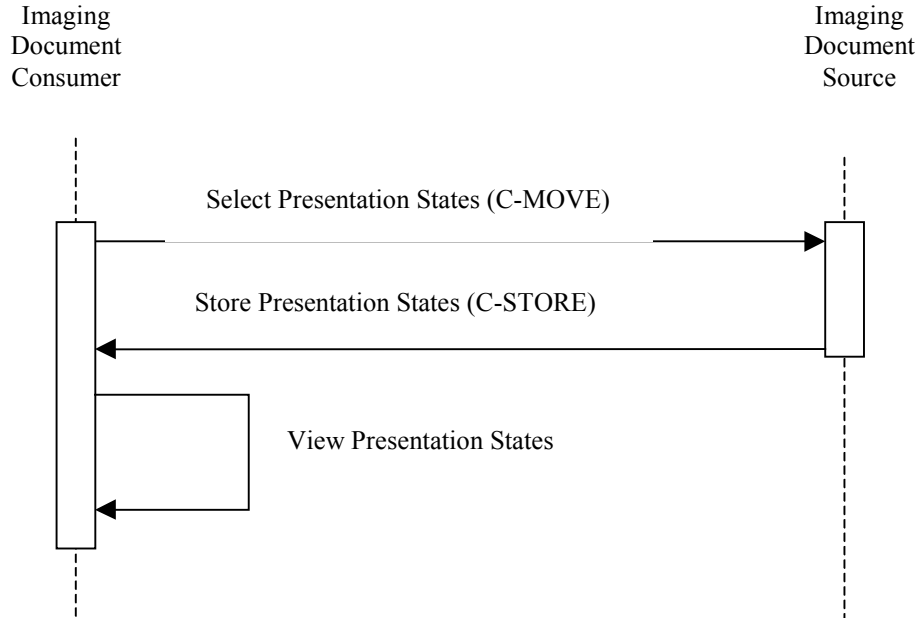 Imaging
Document
Consumer
Imaging
Document
Source
Select Presentation States (C-MOVE)
Store Presentation States (C-STORE)
View Presentation States